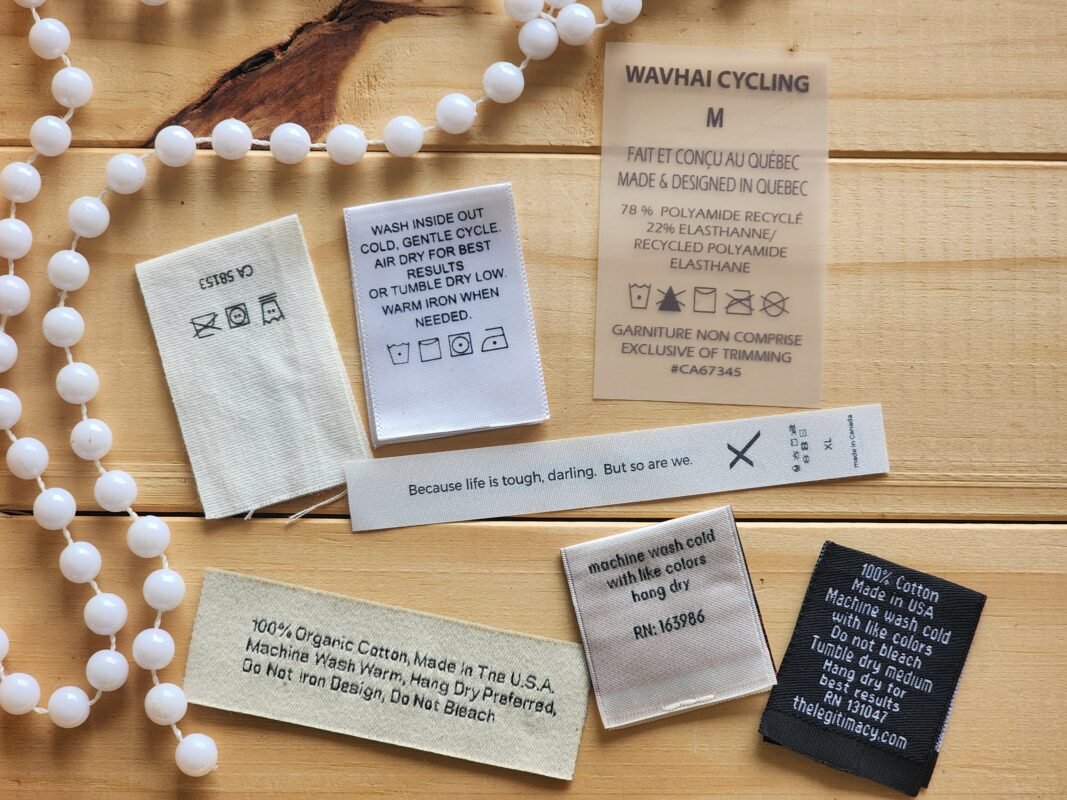 WAVHAI CYCLING
M
FAIT ET CONÇU AU QUÉBEC
MADE & DESIGNED IN QUEBEC
78 % POLYAMIDE RECYCLÉ
22% ELASTHANNE/
RECYCLED POLYAMIDE
ELASTHANE
GARNITURE NON COMPRISE
EXCLUSIVE OF TRIMMING
#CA67345
WASH INSIDE OUT
COLD, GENTLE CYCLE.
AIR DRY FOR BEST
RESULTS
OR TUMBLE DRY LOW.
WARM IRON WHEN
NEEDED.
CA 58153
Because life is tough, darling. But so are we.
XL
made in Canada
machine wash cold
with like colors
hang dry
RN: 163986
100% Cotton
Made in USA
Machine wash cold
with like colors
Do not bleach
Tumble dry medium
Hang dry for
best results
RN 131047
thelegitimacy.com
100% Organic Cotton, Made In The U.S.A.
Machine Wash Warm, Hang Dry Preferred,
Do Not Iron Design, Do Not Bleach